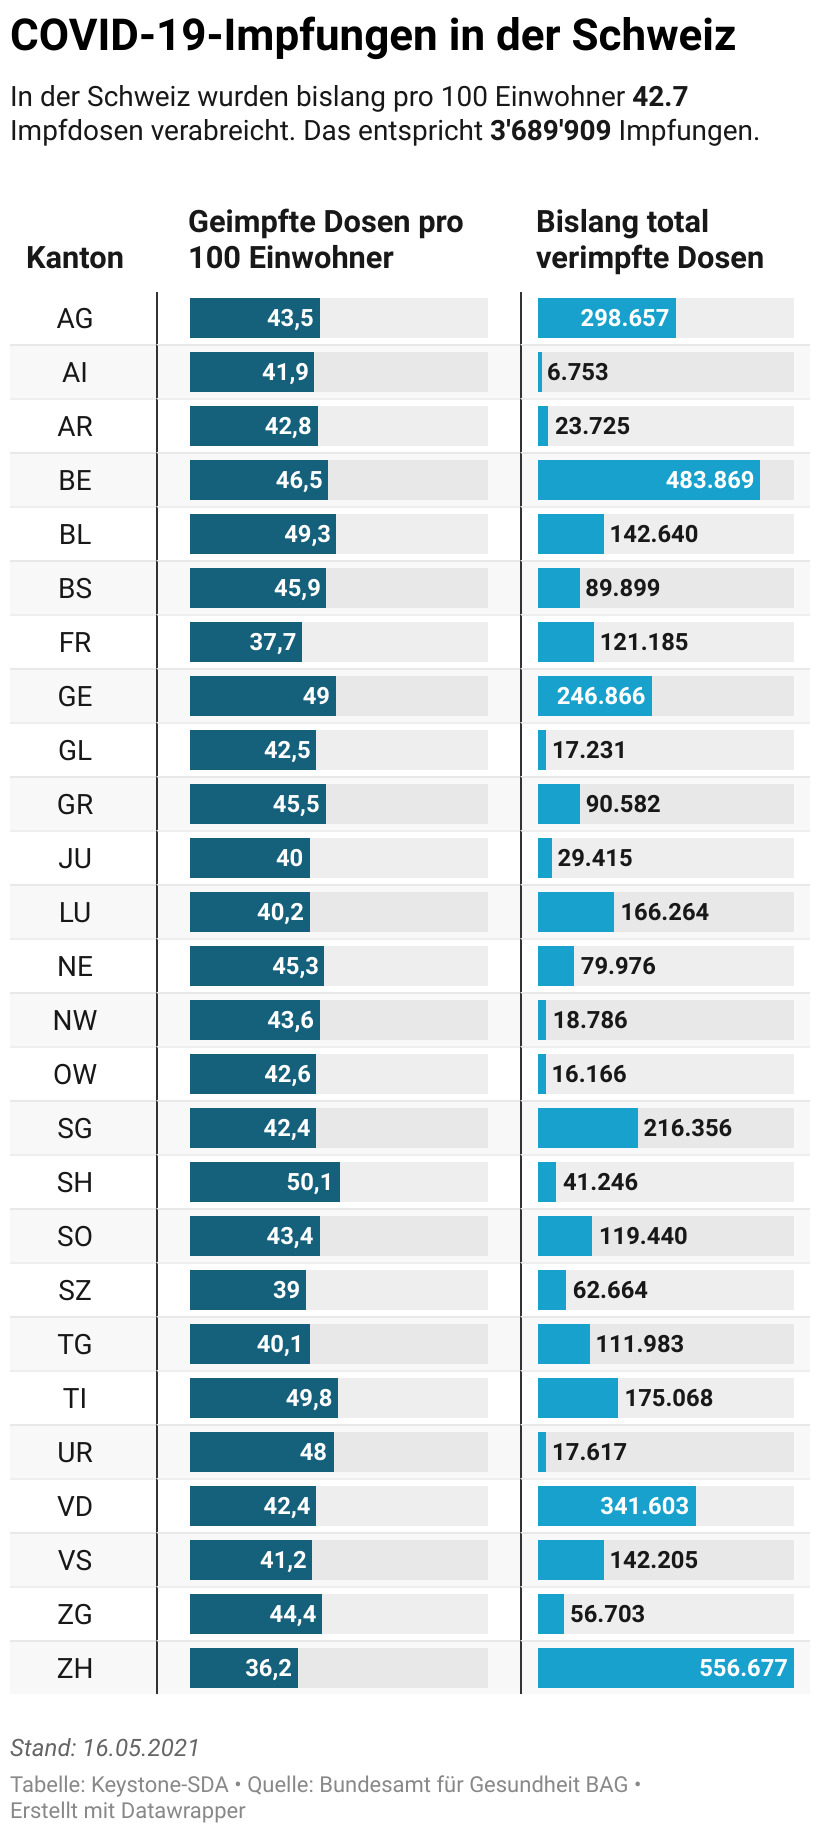 COVID-19-Impfungen in der Schweiz
In der Schweiz wurden bislang pro 100 Einwohner 42.7
Impfdosen verabreicht. Das entspricht 3'689'909 Impfungen.
Kanton Geimpfte Dosen pro 100 Einwohner Bislang total verimpfte Dosen
AG 43,5 298.657
AI 41,9 6.753
AR 42,8 23.725
BE 46,5 483.869
BL 49,3 142.640
BS 45,9 89.899
FR 37,7 121.185
GE 49 246.866
GL 42,5 17.231
GR 45,5 90.582
JU 40 29.415
LU 40,2 166.264
NE 45,3 79.976
NW 43,6 18.786
OW 42,6 16.166
SG 42,4 216.356
SH 50,1 41.246
SO 43,4 119.440
SZ 39 62.664
TG 40,1 111.983
TI 49,8 175.068
UR 48 17.617
VD 42,4 341.603
VS 41,2 142.205
ZG 44,4 56.703
ZH 36,2 556.677
Stand: 16.05.2021
Tabelle: Keystone-SDA • Quelle: Bundesamt für Gesundheit BAG •
Erstellt mit Datawrapper